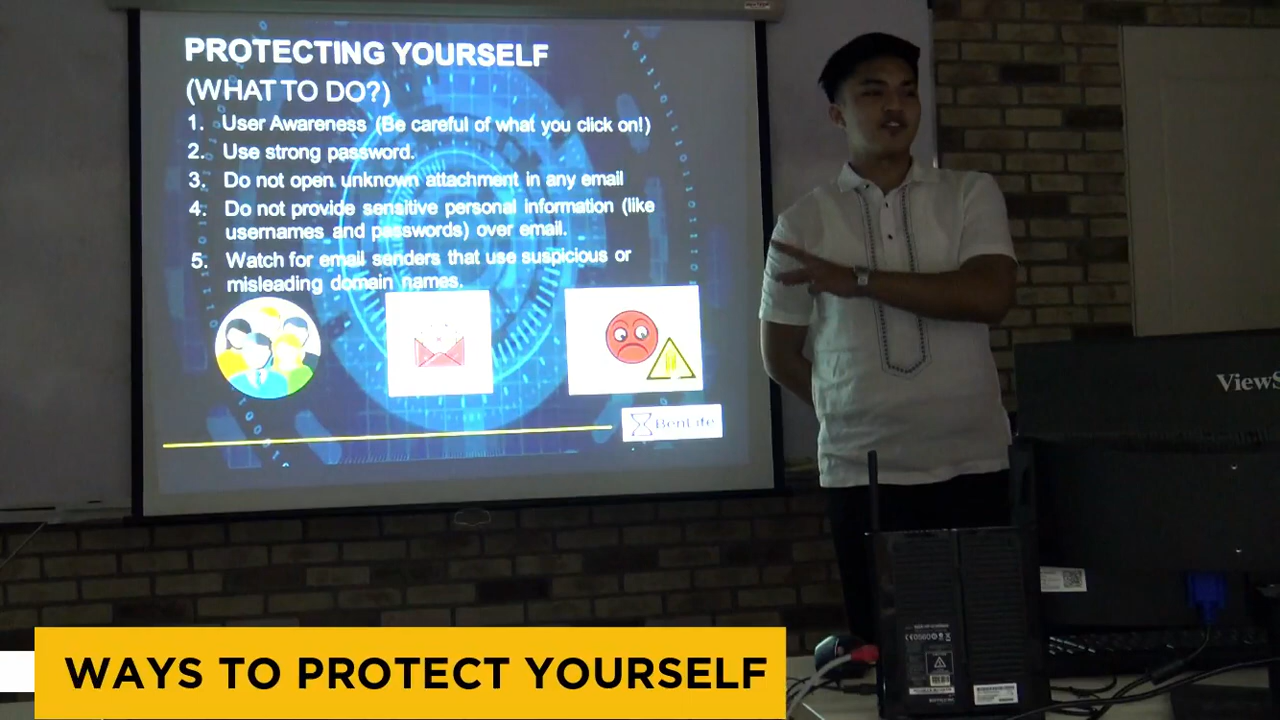 PROTECTING YOURSELF
(WHAT TO DO?)
1. User Awareness (Be careful of what you click on!)
2. Use strong password.
3. Do not open unknown attachment in any email
4. Do not provide sensitive personal information (like
usernames and passwords) over email.
5. Watch for email senders that use suspicious or
misleading domain names.
BenLife
ViewS
WAYS TO PROTECT YOURSELF